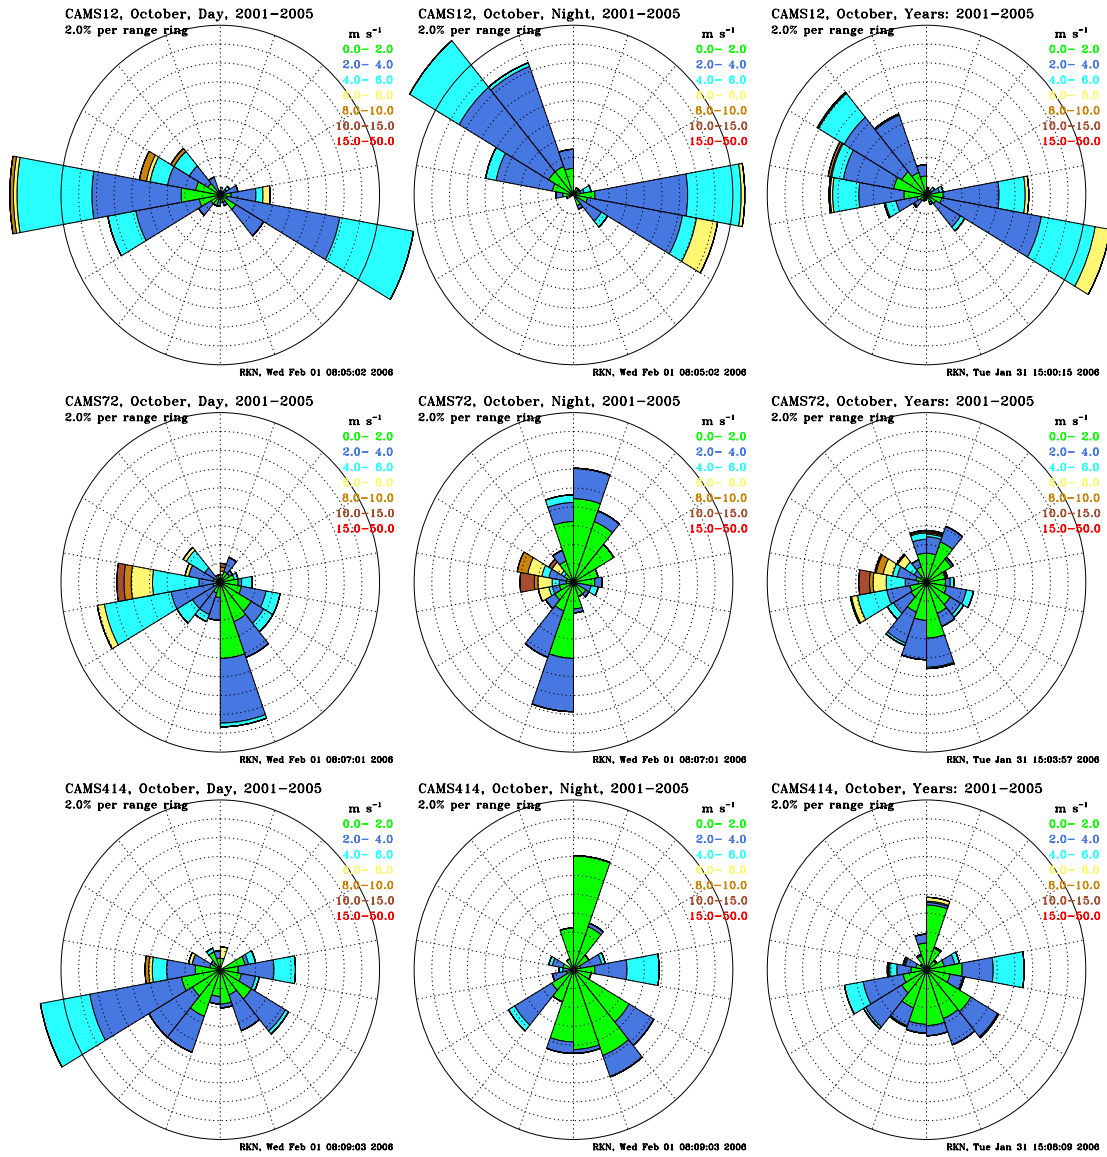 CAMS12, October, Day, 2001-2005
2.0% per range ring
m s⁻¹
0.0- 2.0
2.0- 4.0
4.0- 6.0
6.0- 8.0
8.0-10.0
10.0-15.0
15.0-50.0
RKN, Wed Feb 01 08:05:02 2006
CAMS12, October, Night, 2001-2005
2.0% per range ring
m s⁻¹
0.0- 2.0
2.0- 4.0
4.0- 6.0
6.0- 8.0
8.0-10.0
10.0-15.0
15.0-50.0
RKN, Wed Feb 01 08:05:02 2006
CAMS12, October, Years: 2001-2005
2.0% per range ring
m s⁻¹
0.0- 2.0
2.0- 4.0
4.0- 6.0
6.0- 8.0
8.0-10.0
10.0-15.0
15.0-50.0
RKN, Tue Jan 31 15:00:15 2006
CAMS72, October, Day, 2001-2005
2.0% per range ring
m s⁻¹
0.0- 2.0
2.0- 4.0
4.0- 6.0
6.0- 8.0
8.0-10.0
10.0-15.0
15.0-50.0
RKN, Wed Feb 01 08:07:01 2006
CAMS72, October, Night, 2001-2005
2.0% per range ring
m s⁻¹
0.0- 2.0
2.0- 4.0
4.0- 6.0
6.0- 8.0
8.0-10.0
10.0-15.0
15.0-50.0
RKN, Wed Feb 01 08:07:01 2006
CAMS72, October, Years: 2001-2005
2.0% per range ring
m s⁻¹
0.0- 2.0
2.0- 4.0
4.0- 6.0
6.0- 8.0
8.0-10.0
10.0-15.0
15.0-50.0
RKN, Tue Jan 31 15:03:57 2006
CAMS414, October, Day, 2001-2005
2.0% per range ring
m s⁻¹
0.0- 2.0
2.0- 4.0
4.0- 6.0
6.0- 8.0
8.0-10.0
10.0-15.0
15.0-50.0
RKN, Wed Feb 01 08:09:03 2006
CAMS414, October, Night, 2001-2005
2.0% per range ring
m s⁻¹
0.0- 2.0
2.0- 4.0
4.0- 6.0
6.0- 8.0
8.0-10.0
10.0-15.0
15.0-50.0
RKN, Wed Feb 01 08:09:03 2006
CAMS414, October, Years: 2001-2005
2.0% per range ring
m s⁻¹
0.0- 2.0
2.0- 4.0
4.0- 6.0
6.0- 8.0
8.0-10.0
10.0-15.0
15.0-50.0
RKN, Tue Jan 31 15:08:09 2006